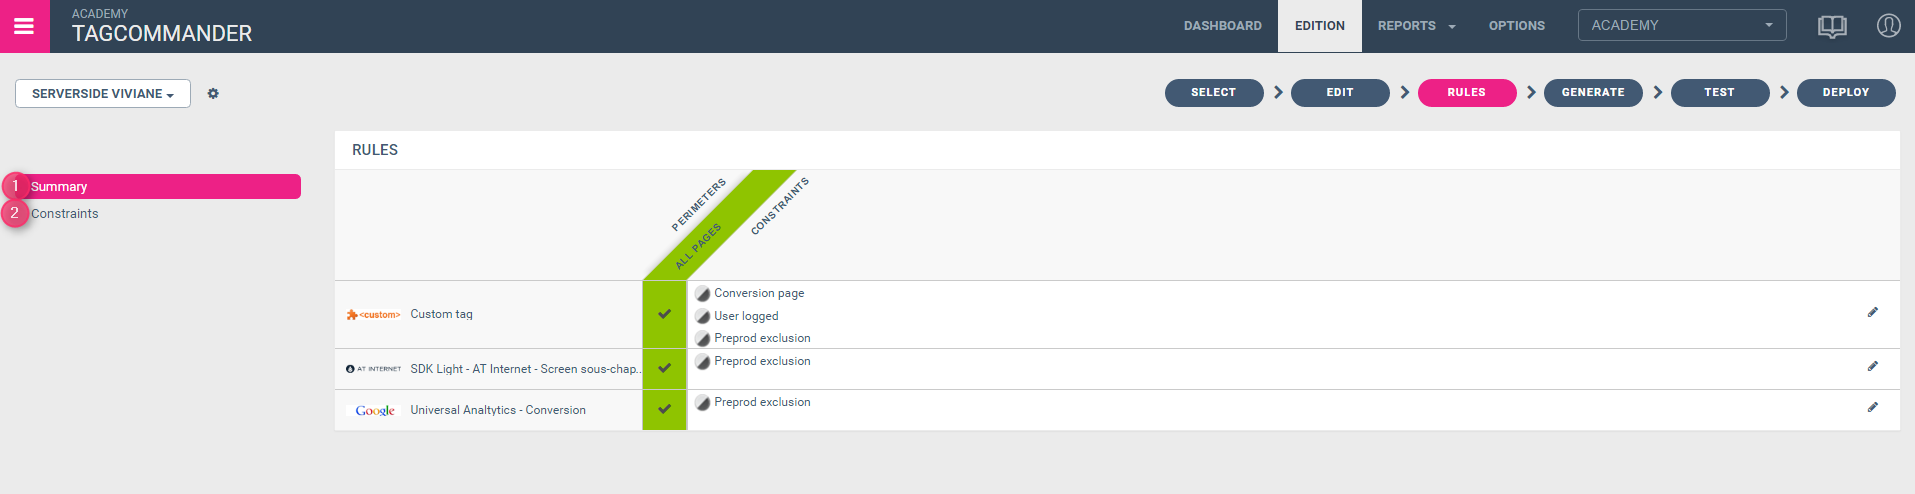 ACADEMY
TAGCOMMANDER
DASHBOARD
EDITION
REPORTS
OPTIONS
ACADEMY
SERVERSIDE VIVIANE
SELECT
EDIT
RULES
GENERATE
TEST
DEPLOY
1 Summary
2 Constraints
RULES
PERIMETERS
ALL PAGES
CONSTRAINTS
<custom> Custom tag
Conversion page
User logged
Preprod exclusion
AT INTERNET SDK Light - AT Internet - Screen sous-chap..
Preprod exclusion
Google Universal Analtytics - Conversion
Preprod exclusion